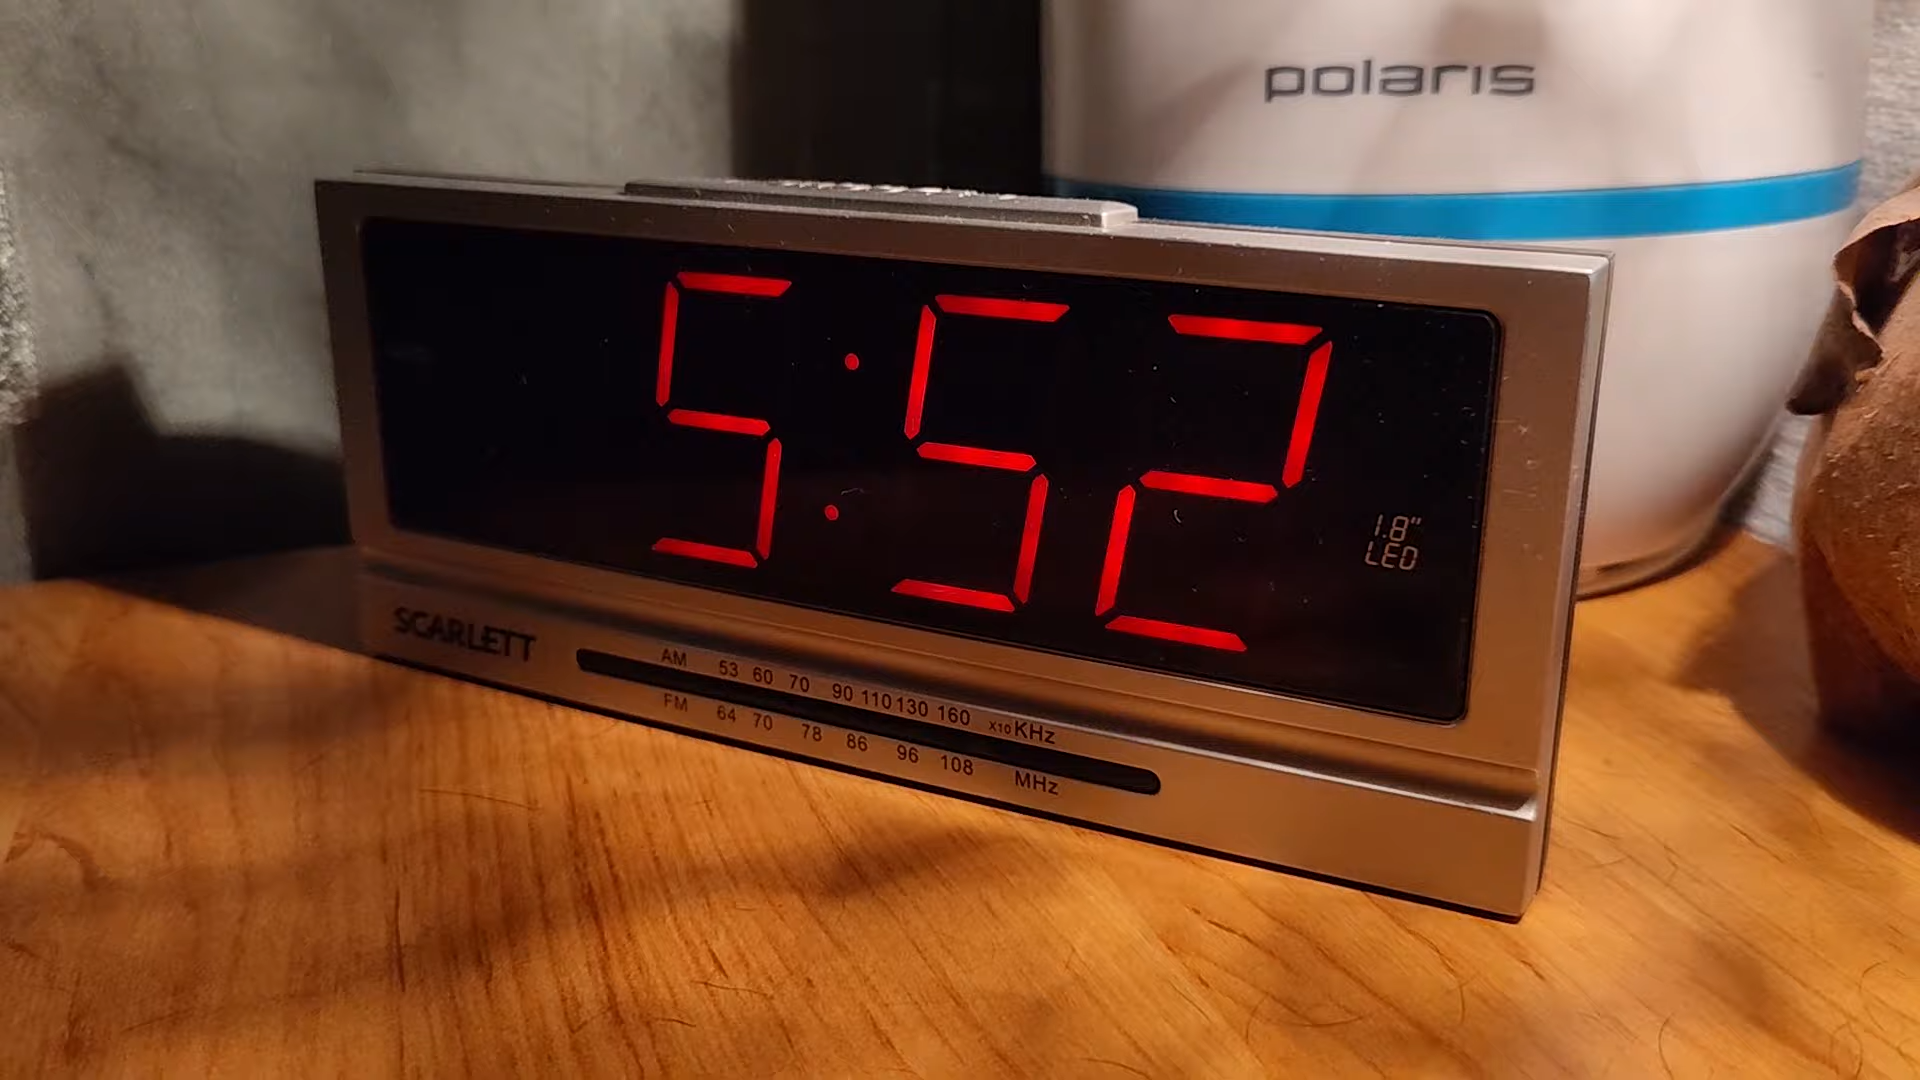 polaris
5:52
1.8"
LED
SCARLETT
AM 53 60 70 90 110 130 160 x10 KHz
FM 64 70 78 86 96 108 MHz